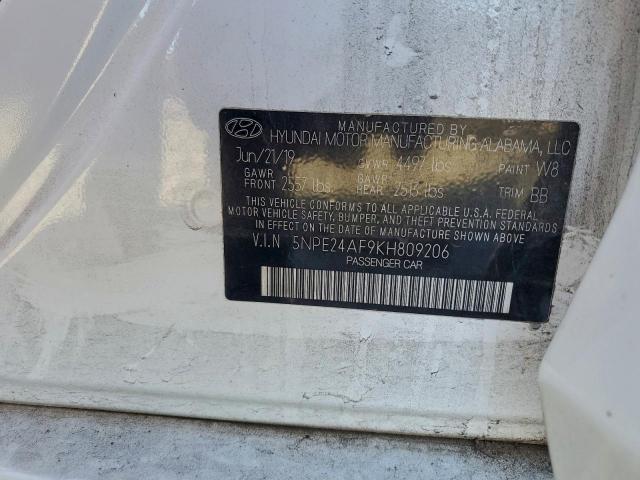 MANUFACTURED BY
HYUNDAI MOTOR MANUFACTURING ALABAMA, LLC
Jun/21/19 GVWR 4497 lbs PAINT W8
GAWR GAWR
FRONT 2557 lbs REAR 2513 lbs TRIM BB
THIS VEHICLE CONFORMS TO ALL APPLICABLE U.S.A. FEDERAL
MOTOR VEHICLE SAFETY, BUMPER, AND THEFT PREVENTION STANDARDS
IN EFFECT ON THE DATE OF MANUFACTURE SHOWN ABOVE.
V.I.N 5NPE24AF9KH809206
PASSENGER CAR